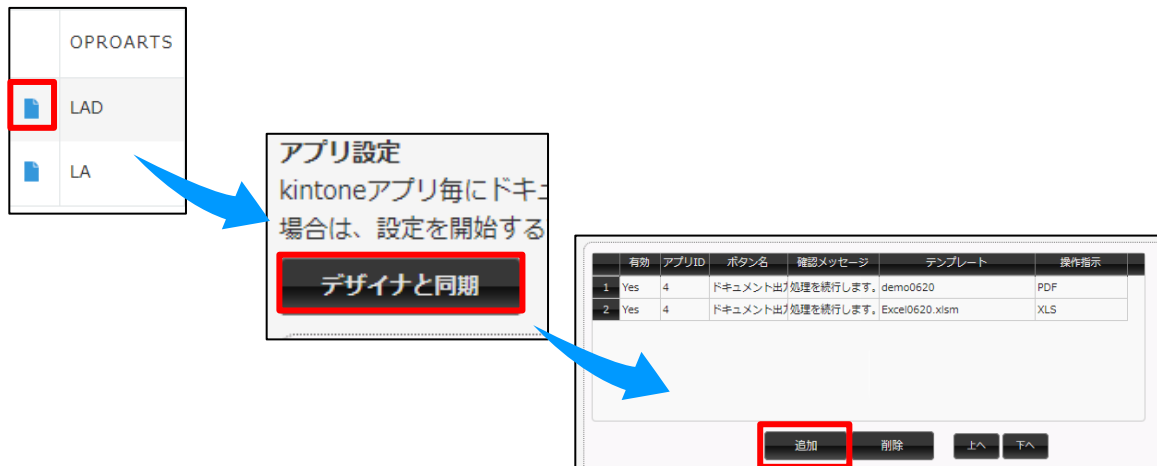 OPROARTS
LAD
LA
アプリ設定
kintoneアプリ毎にドキュ
場合は、設定を開始する
デザイナと同期
有効 アプリID ボタン名 確認メッセージ テンプレート 操作指示
1 Yes 4 ドキュメント出力 処理を続行します。 demo0620 PDF
2 Yes 4 ドキュメント出力 処理を続行します。 Excel0620.xlsm XLS
追加 削除 上へ 下へ